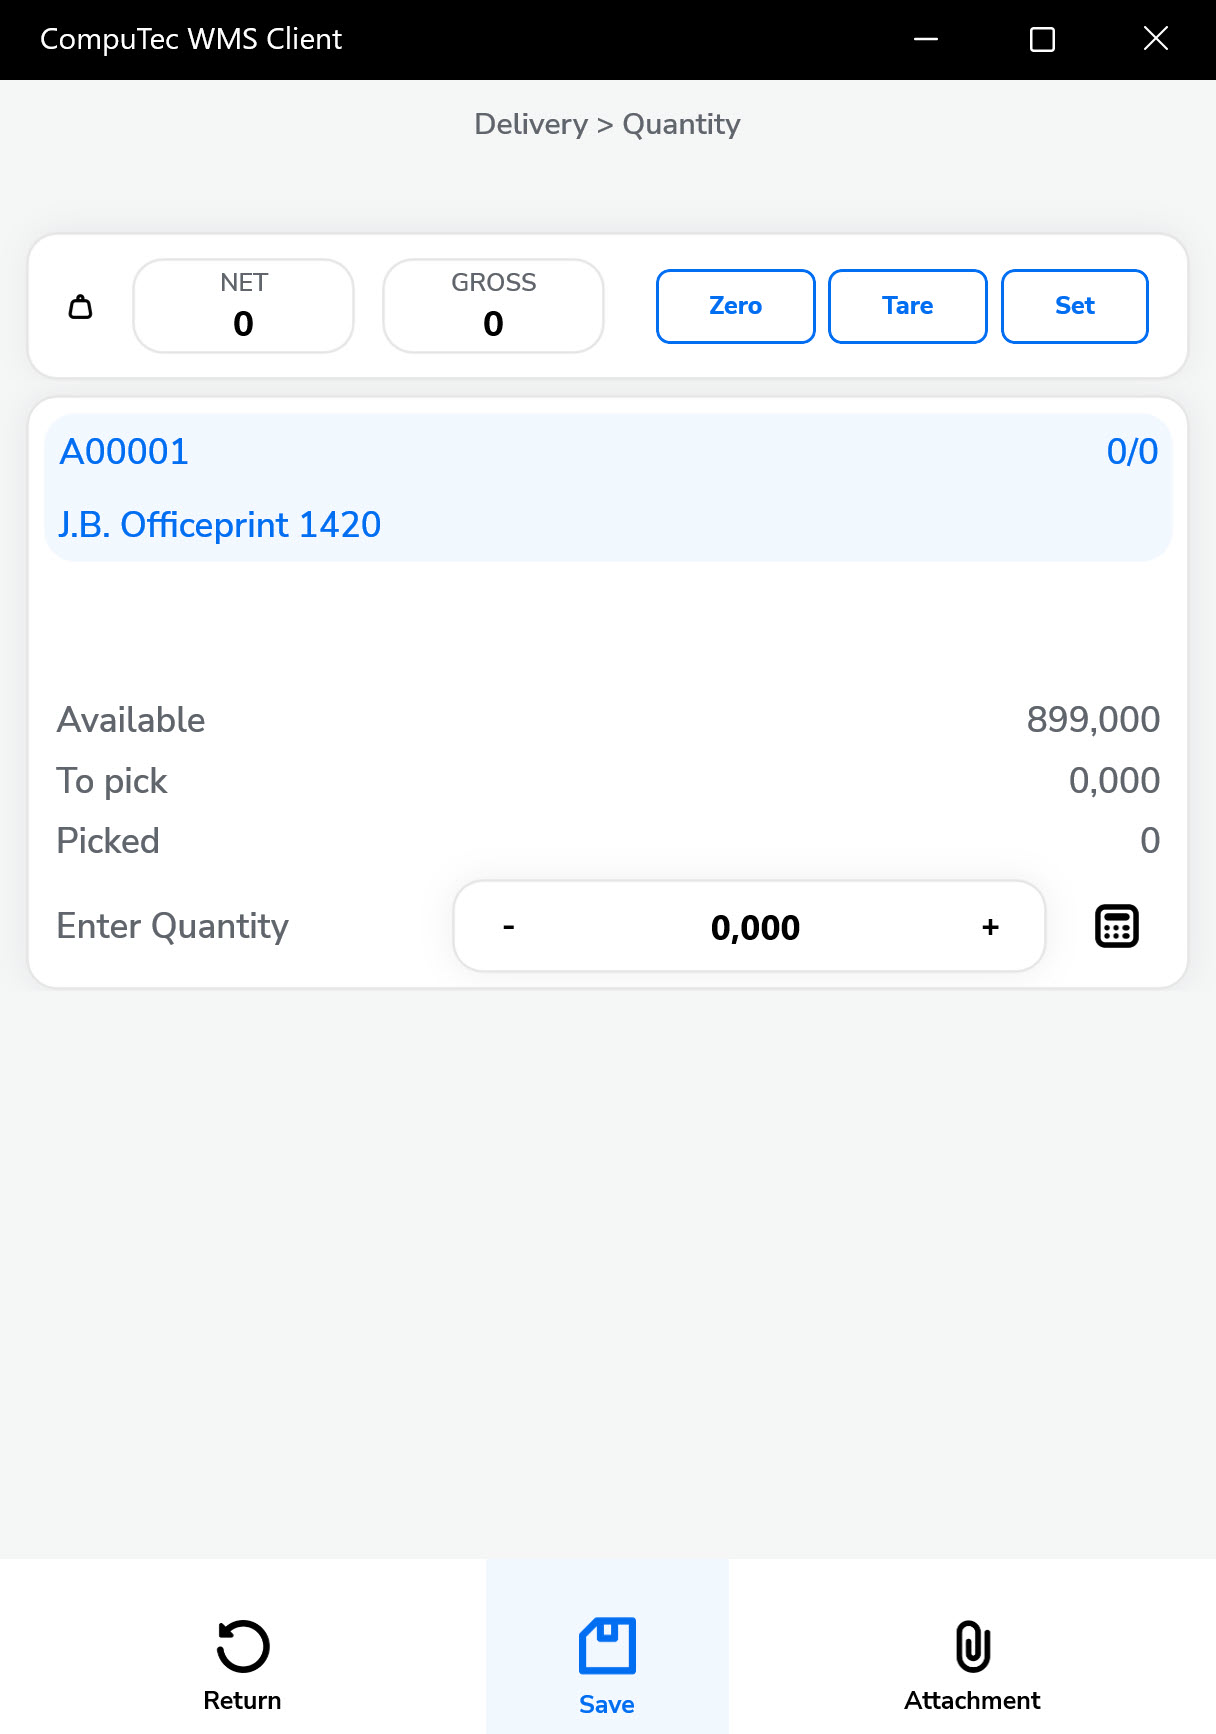 CompuTec WMS Client
Delivery > Quantity
NET
0
GROSS
0
Zero
Tare
Set
A00001
0/0
J.B. Officeprint 1420
Available
899,000
To pick
0,000
Picked
0
Enter Quantity
-
0,000
+
Return
Save
Attachment